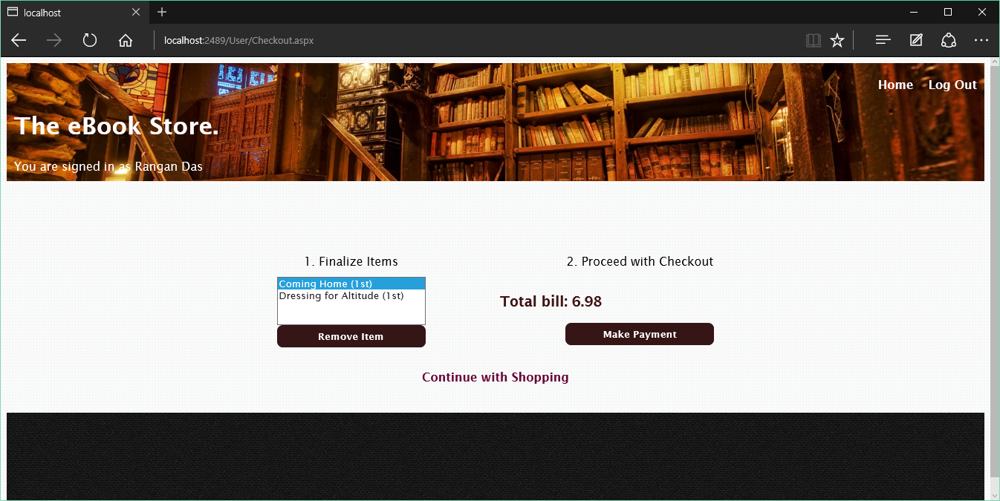 localhost
localhost:2489/User/Checkout.aspx
Home Log Out
The eBook Store.
You are signed in as Rangan Das
1. Finalize Items
2. Proceed with Checkout
Coming Home (1st)
Dressing for Altitude (1st)
Total bill: 6.98
Remove Item
Make Payment
Continue with Shopping